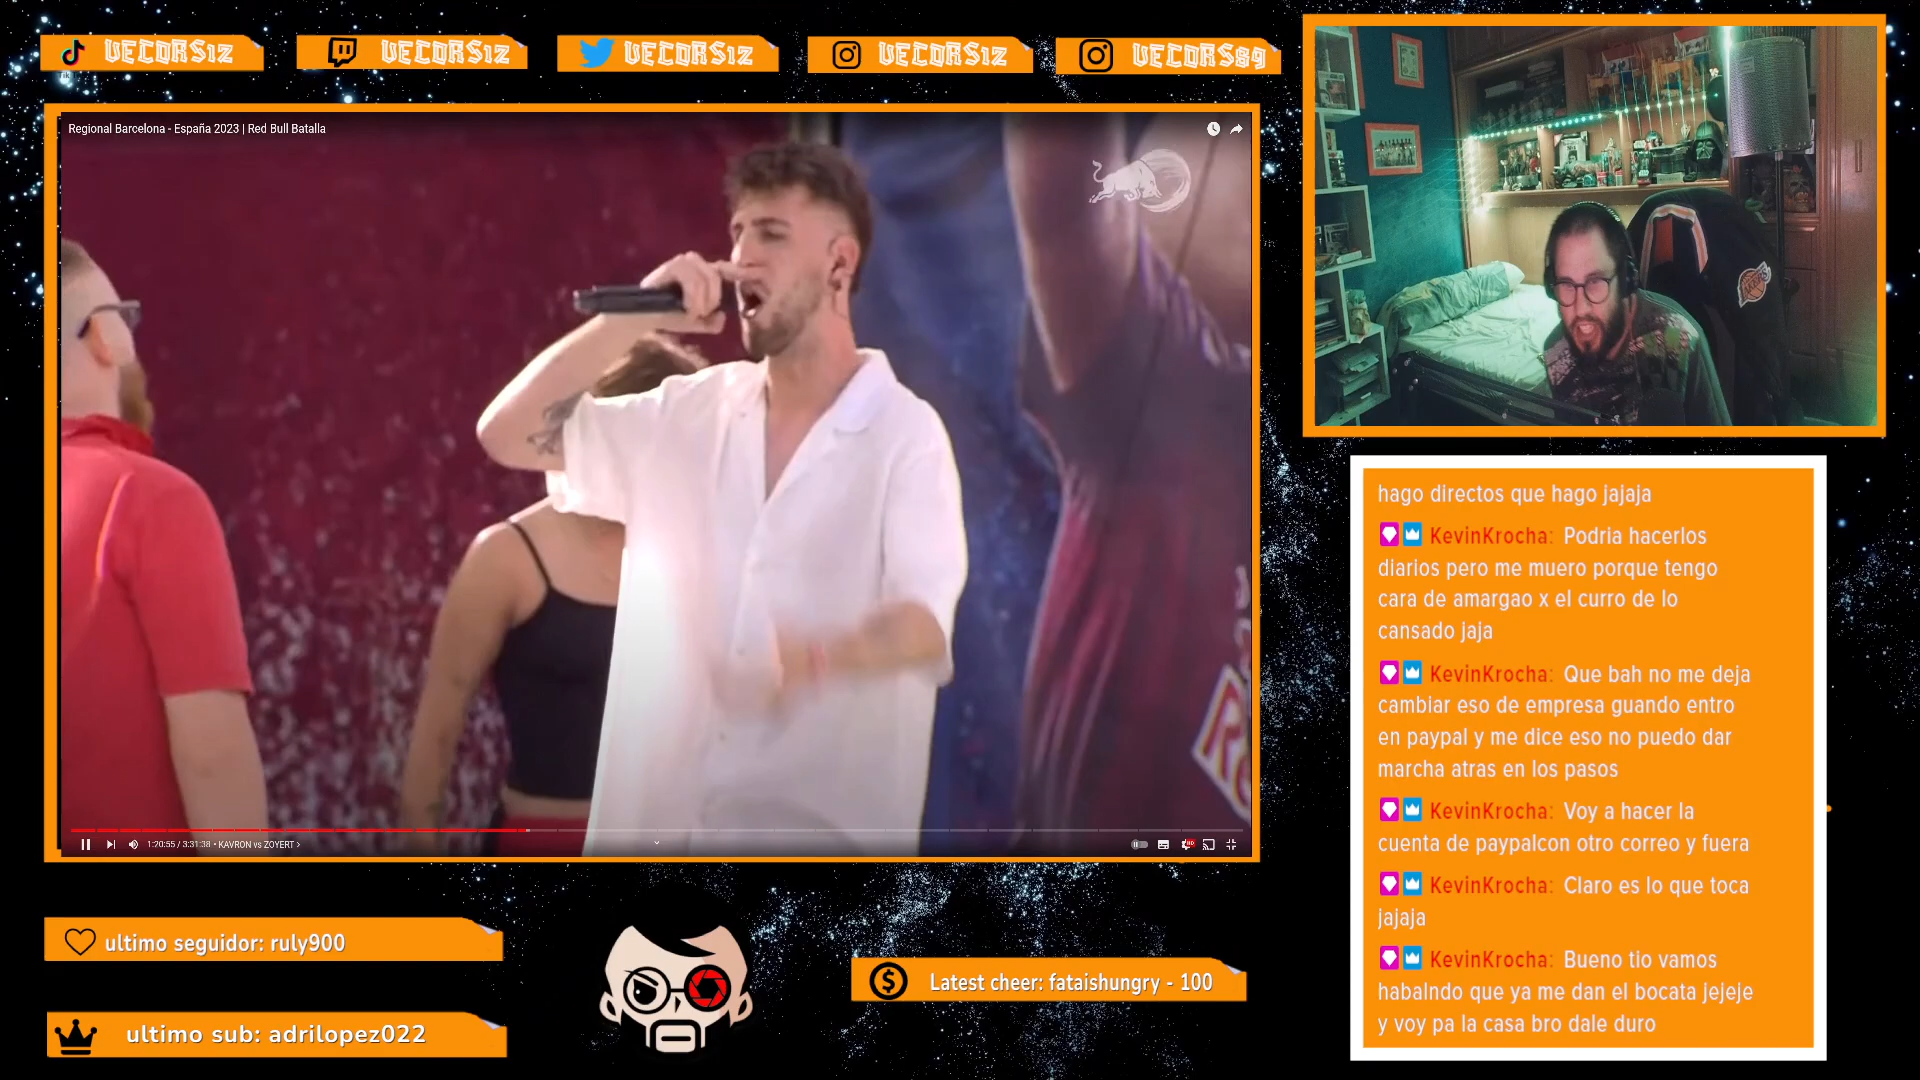 VECORS1Z
VECORS1Z
VECORS1Z
VECORS1Z
VECORS89
Regional Barcelona - España 2023 | Red Bull Batalla
1:20:55 / 3:31:38 • KAVRON vs ZOYERT >
hago directos que hago jajaja
KevinKrocha: Podria hacerlos
diarios pero me muero porque tengo
cara de amargao x el curro de lo
cansado jaja
KevinKrocha: Que bah no me deja
cambiar eso de empresa guando entro
en paypal y me dice eso no puedo dar
marcha atras en los pasos
KevinKrocha: Voy a hacer la
cuenta de paypalcon otro correo y fuera
KevinKrocha: Claro es lo que toca
jajaja
KevinKrocha: Bueno tio vamos
habalndo que ya me dan el bocata jejeje
y voy pa la casa bro dale duro
ultimo seguidor: ruly900
Latest cheer: fataishungry - 100
ultimo sub: adrilopez022